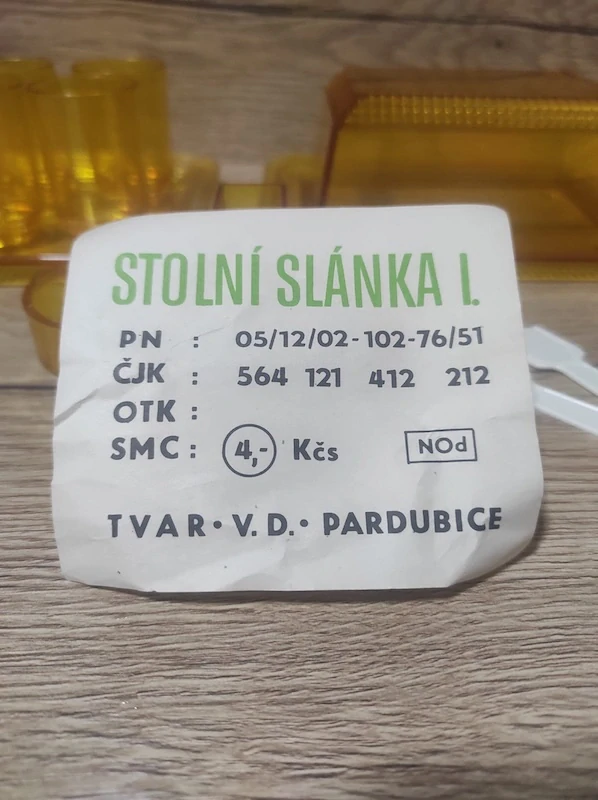 STOLNÍ SLÁNKA I.
PN : 05/12/02-102-76/51
ČJK : 564 121 412 212
OTK :
SMC : 4,- Kčs NOd
TVAR • V. D. • PARDUBICE